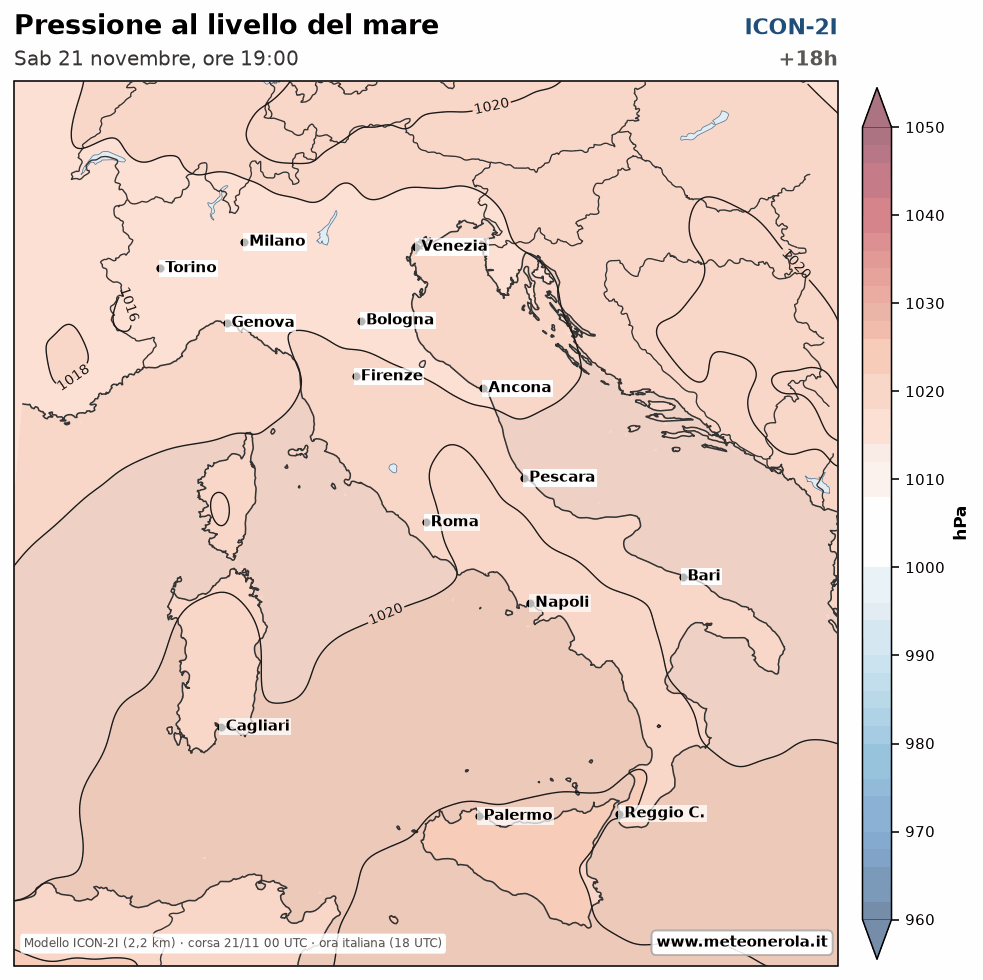 Pressione al livello del mare
ICON-2I
Sab 21 novembre, ore 19:00
+18h
1020
1050
1040
1030
1020
1010
1000
990
980
970
960
hPa
Milano
Venezia
Torino
1020
1016
Genova
Bologna
1018
Firenze
Ancona
Pescara
Roma
Bari
Napoli
1020
Cagliari
Palermo
Reggio C.
Modello ICON-2I (2,2 km) · corsa 21/11 00 UTC · ora italiana (18 UTC)
www.meteonerola.it